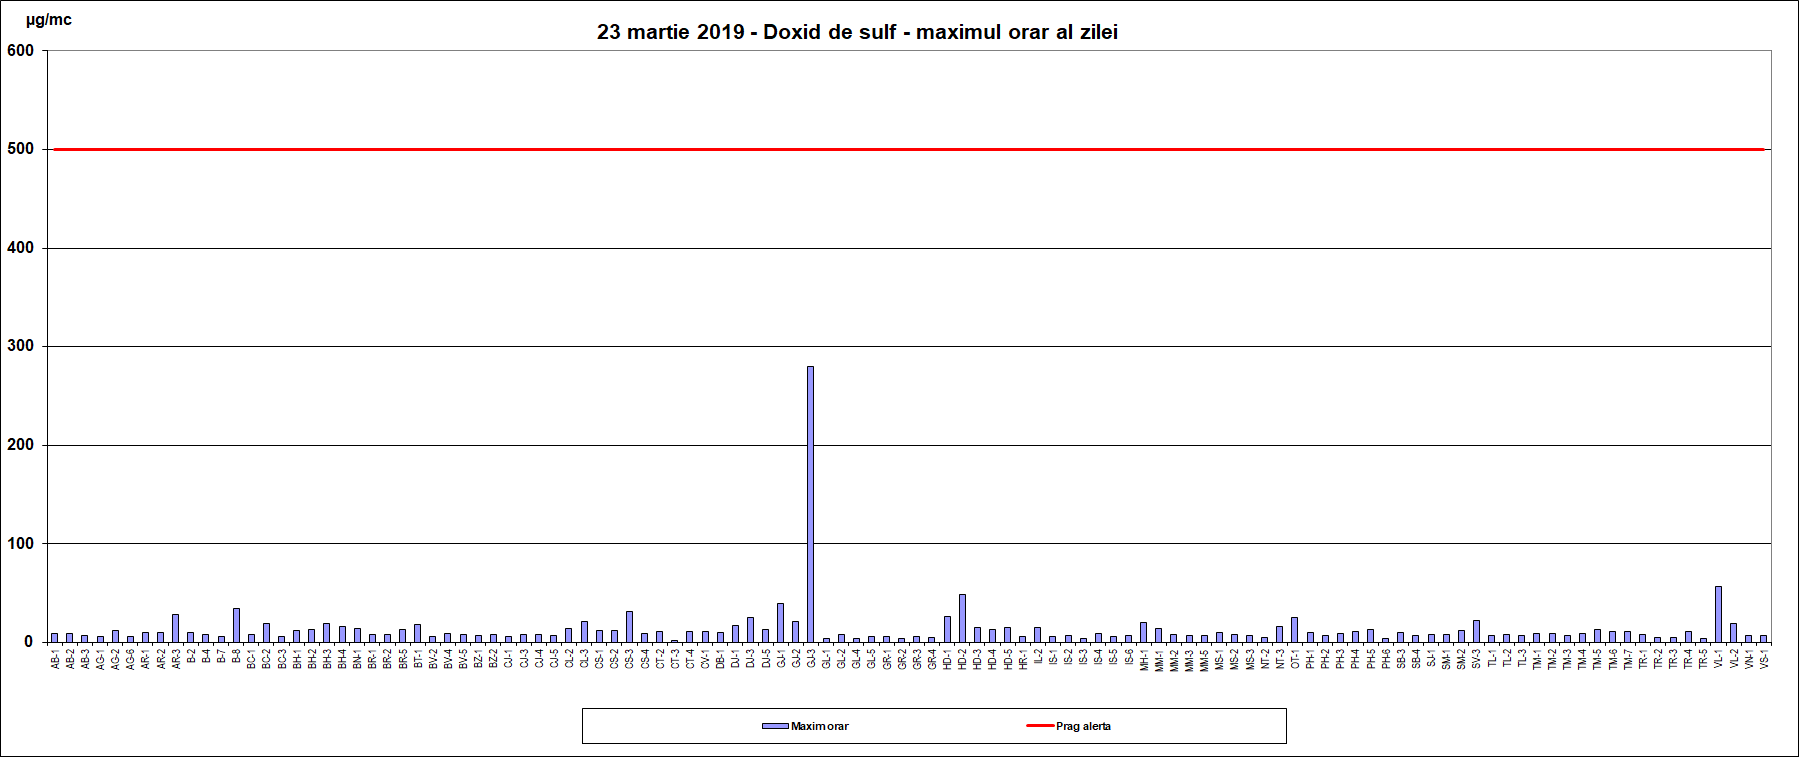 µg/mc
23 martie 2019 - Doxid de sulf - maximul orar al zilei
600
500
400
300
200
100
0
AB-1 AB-2 AB-3 AG-1 AG-2 AG-6 AR-1 AR-2 AR-3 B-2 B-4 B-7 B-8 BC-1 BC-2 BC-3 BH-1 BH-2 BH-3 BH-4 BN-1 BR-1 BR-2 BR-5 BT-1 BV-2 BV-4 BV-5 BZ-1 BZ-2 CJ-1 CJ-3 CJ-4 CJ-5 CL-2 CL-3 CS-1 CS-2 CS-3 CS-4 CT-2 CT-3 CT-4 CV-1 DB-1 DJ-1 DJ-3 DJ-5 GJ-1 GJ-2 GJ-3 GL-1 GL-2 GL-4 GL-5 GR-1 GR-2 GR-3 GR-4 HD-1 HD-2 HD-3 HD-4 HD-5 HR-1 IL-2 IS-1 IS-2 IS-3 IS-4 IS-5 IS-6 MH-1 MM-1 MM-2 MM-3 MM-5 MS-1 MS-2 MS-3 NT-2 NT-3 OT-1 PH-1 PH-2 PH-3 PH-4 PH-5 PH-6 SB-3 SB-4 SJ-1 SM-1 SM-2 SV-3 TL-1 TL-2 TL-3 TM-1 TM-2 TM-3 TM-4 TM-5 TM-6 TM-7 TR-1 TR-2 TR-3 TR-4 TR-5 VL-1 VL-2 VN-1 VS-1
Maxim orar Prag alerta